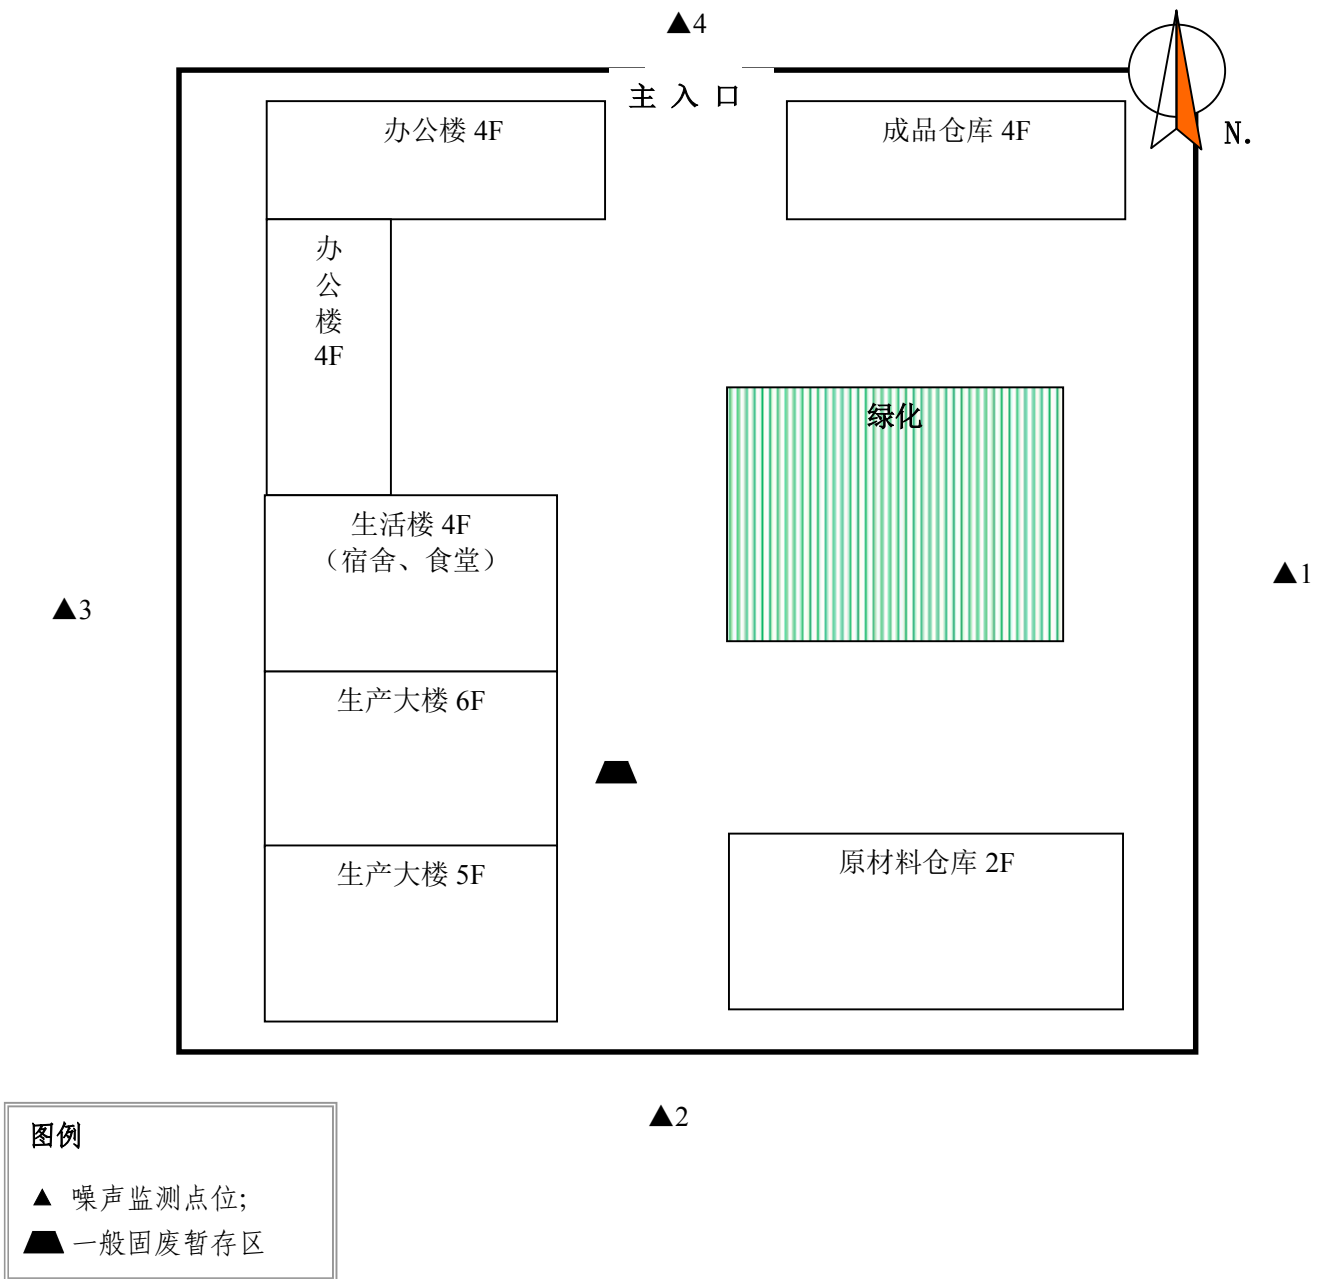 ▲4
主 入 口
办公楼 4F
成品仓库 4F
N.
办
公
楼
4F
绿化
生活楼 4F
（宿舍、食堂）
▲1
▲3
生产大楼 6F
生产大楼 5F
原材料仓库 2F
▲2
图例
▲ 噪声监测点位;
一般固废暂存区